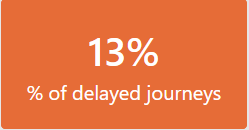 13%
% of delayed journeys